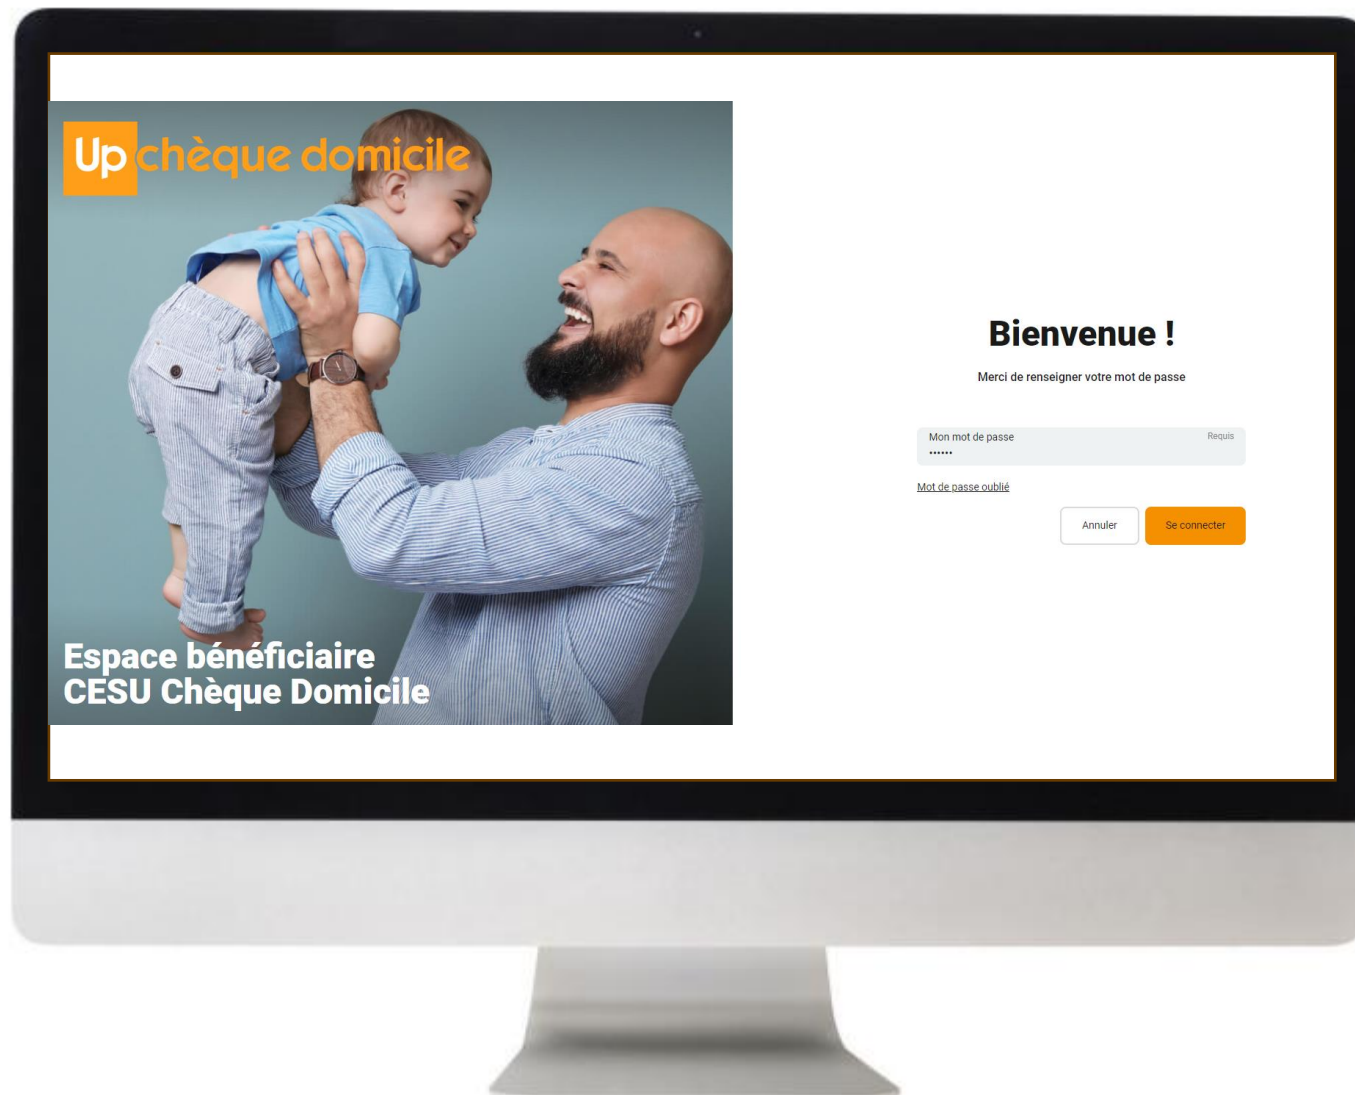 Up chèque domicile
Espace bénéficiaire
CESU Chèque Domicile
Bienvenue !
Merci de renseigner votre mot de passe
Mon mot de passe Requis
••••••
Mot de passe oublié
Annuler Se connecter